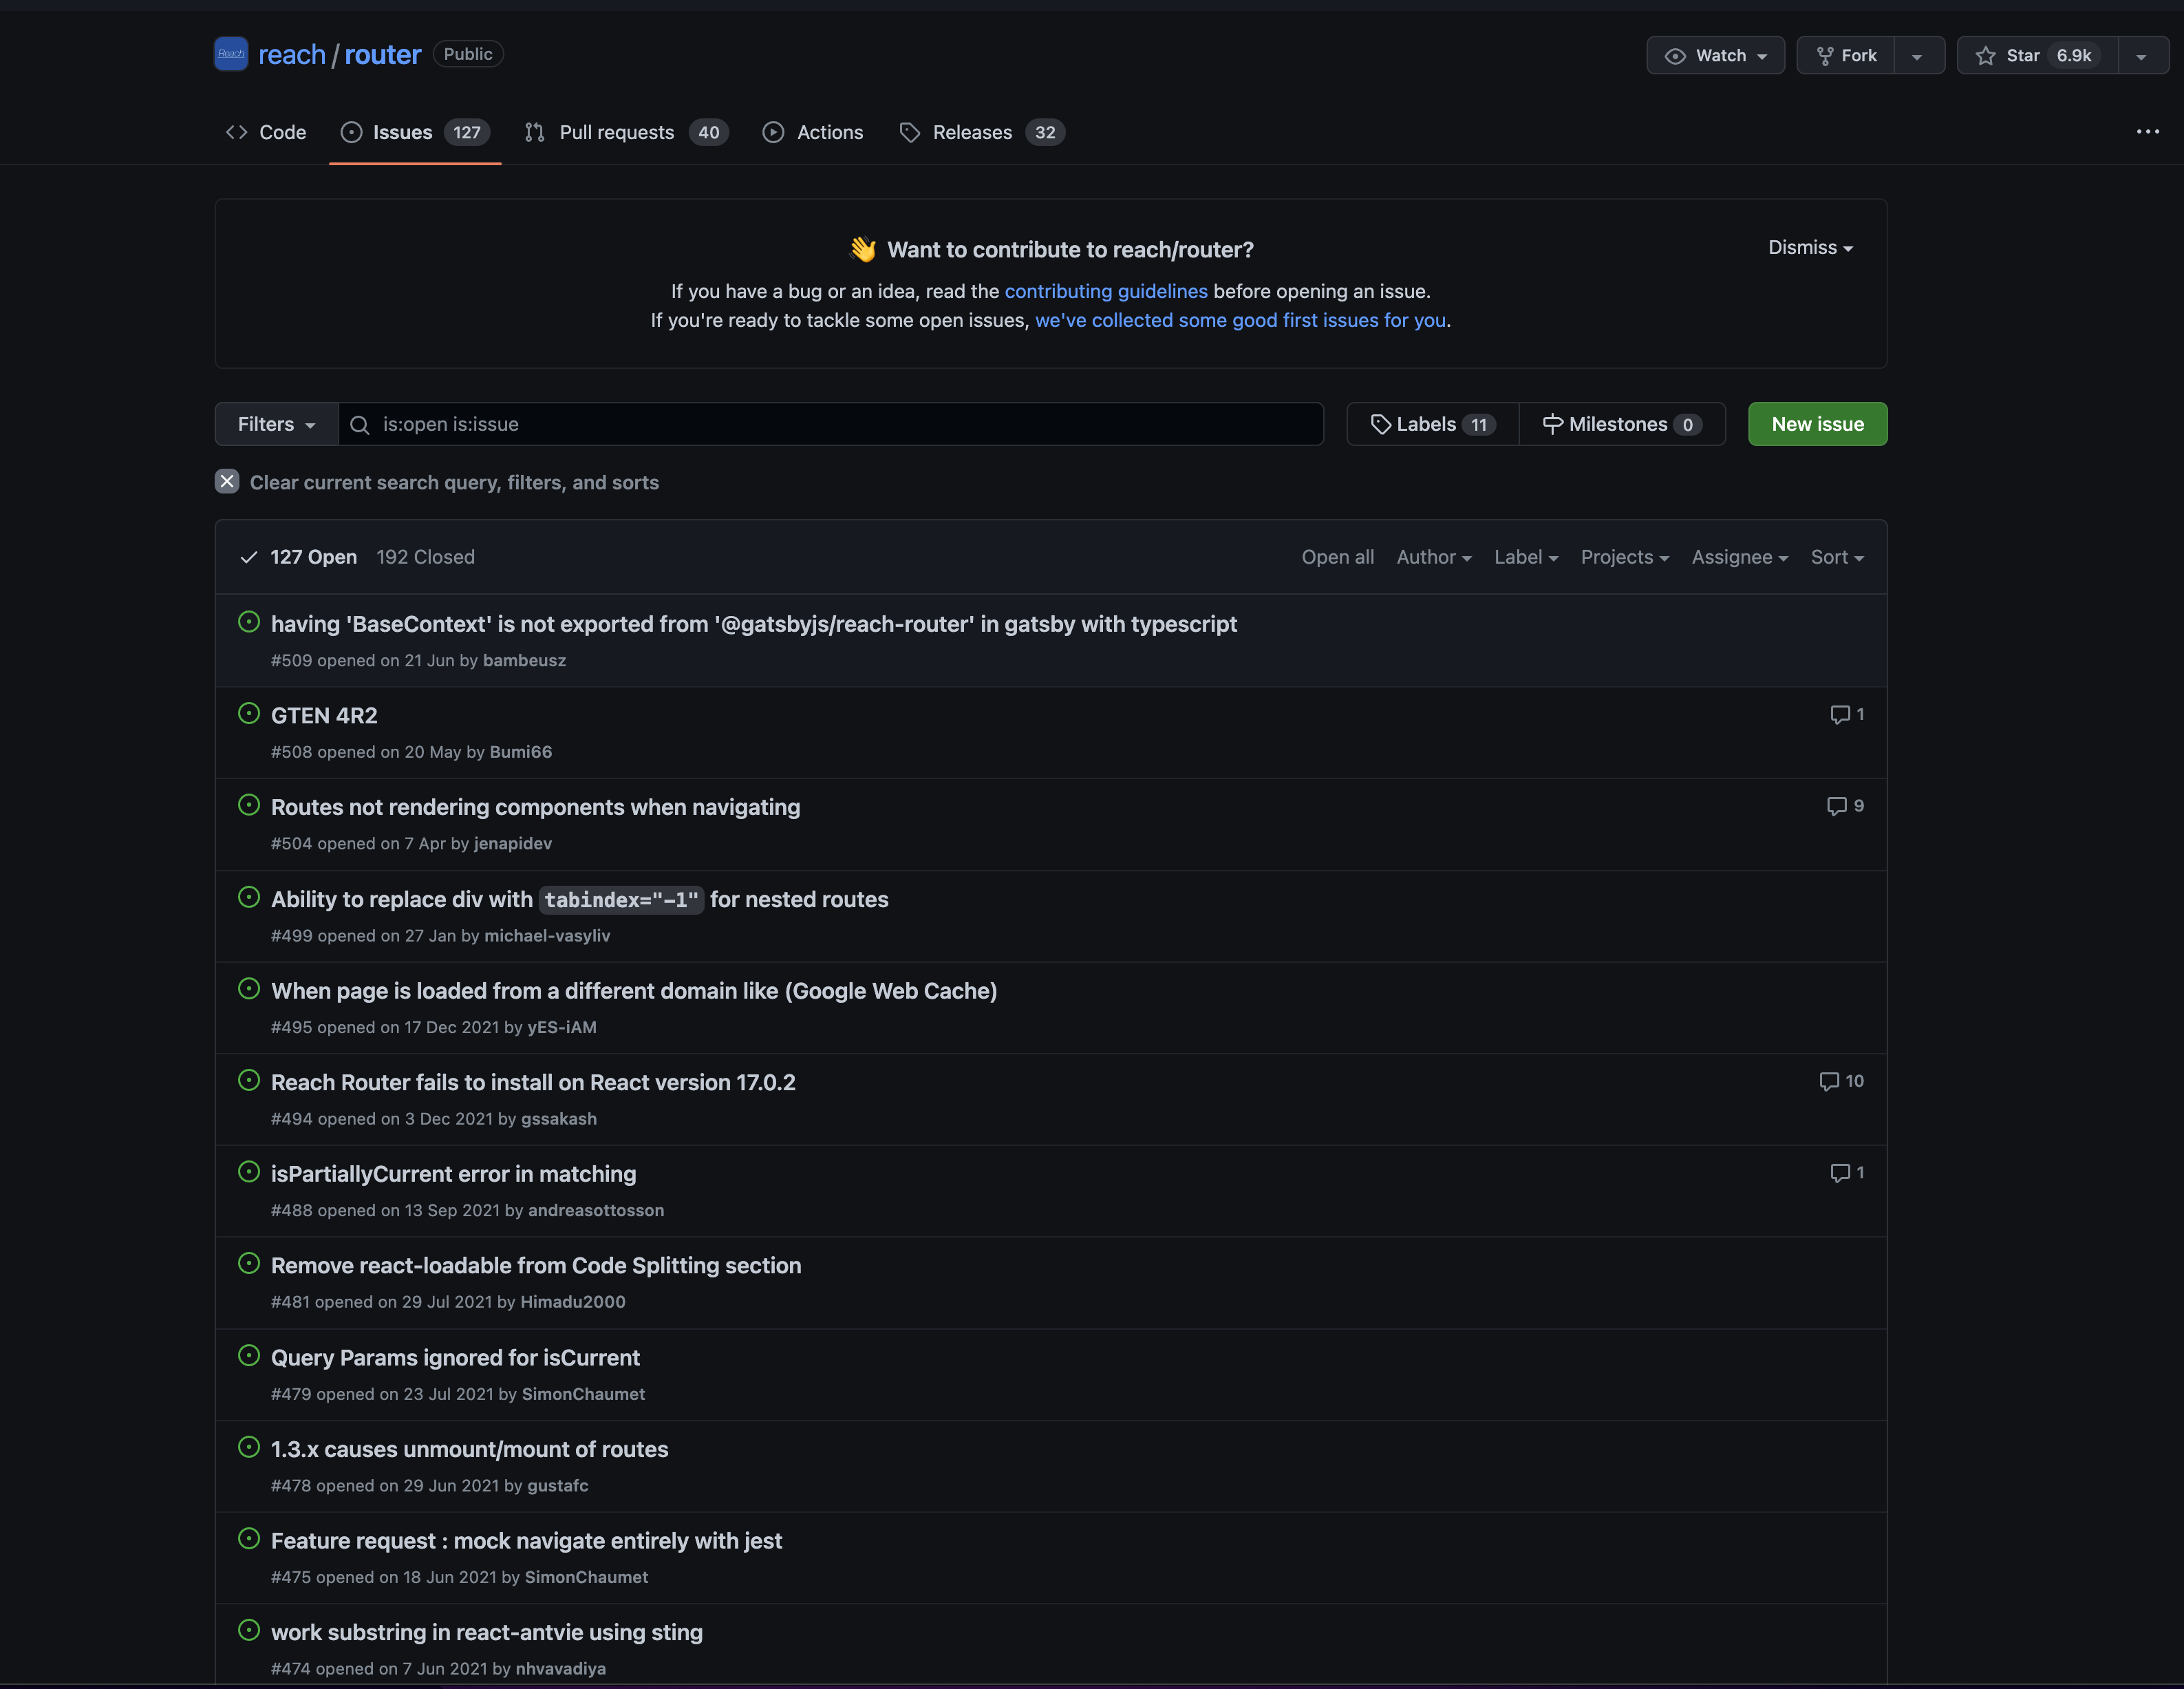 Reach reach / router Public Watch Fork Star 6.9k
Code Issues 127 Pull requests 40 Actions Releases 32
👋 Want to contribute to reach/router? Dismiss
If you have a bug or an idea, read the contributing guidelines before opening an issue.
If you're ready to tackle some open issues, we've collected some good first issues for you.
Filters is:open is:issue Labels 11 Milestones 0 New issue
Clear current search query, filters, and sorts
127 Open 192 Closed Open all Author Label Projects Assignee Sort
having 'BaseContext' is not exported from '@gatsbyjs/reach-router' in gatsby with typescript
#509 opened on 21 Jun by bambeusz
GTEN 4R2 1
#508 opened on 20 May by Bumi66
Routes not rendering components when navigating 9
#504 opened on 7 Apr by jenapidev
Ability to replace div with tabindex="-1" for nested routes
#499 opened on 27 Jan by michael-vasyliv
When page is loaded from a different domain like (Google Web Cache)
#495 opened on 17 Dec 2021 by yES-iAM
Reach Router fails to install on React version 17.0.2 10
#494 opened on 3 Dec 2021 by gssakash
isPartiallyCurrent error in matching 1
#488 opened on 13 Sep 2021 by andreasottosson
Remove react-loadable from Code Splitting section
#481 opened on 29 Jul 2021 by Himadu2000
Query Params ignored for isCurrent
#479 opened on 23 Jul 2021 by SimonChaumet
1.3.x causes unmount/mount of routes
#478 opened on 29 Jun 2021 by gustafc
Feature request : mock navigate entirely with jest
#475 opened on 18 Jun 2021 by SimonChaumet
work substring in react-antvie using sting
#474 opened on 7 Jun 2021 by nhvavadiya